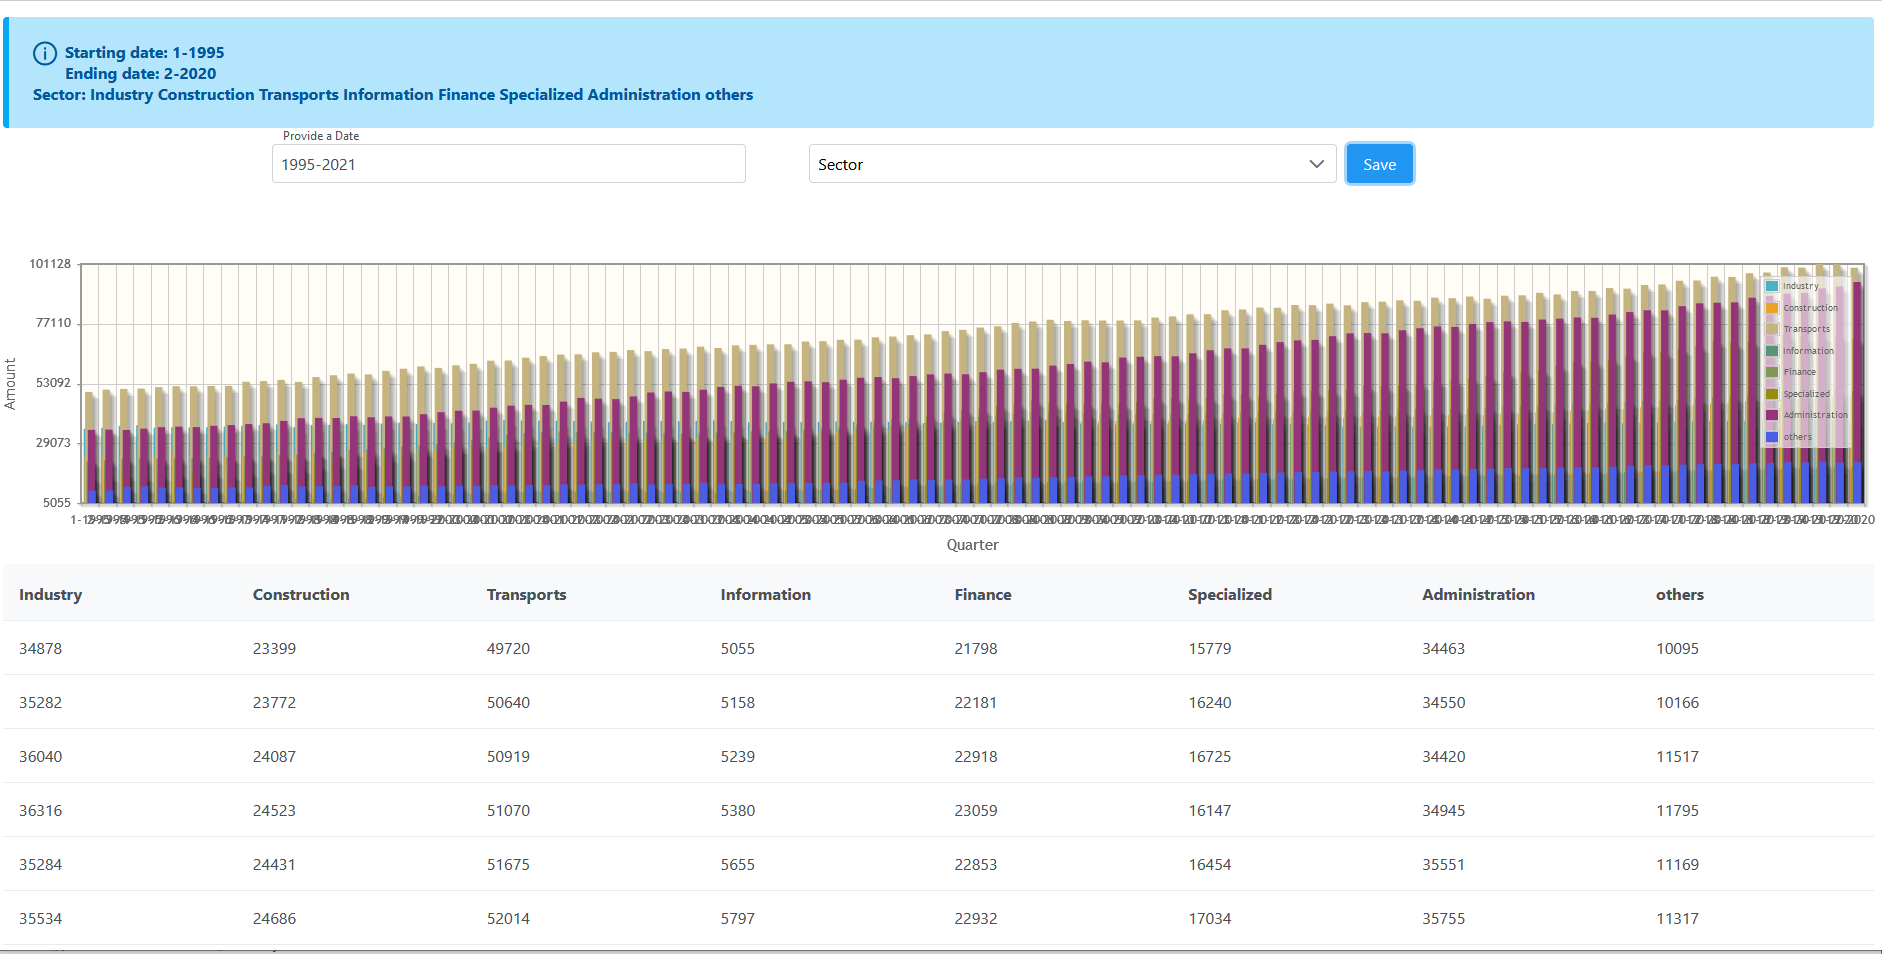 Starting date: 1-1995
Ending date: 2-2020
Sector: Industry Construction Transports Information Finance Specialized Administration others
Provide a Date
1995-2021
Sector
Save
101128
77110
53092
29073
5055
Amount
Industry
Construction
Transports
Information
Finance
Specialized
Administration
others
Quarter
Industry Construction Transports Information Finance Specialized Administration others
34878 23399 49720 5055 21798 15779 34463 10095
35282 23772 50640 5158 22181 16240 34550 10166
36040 24087 50919 5239 22918 16725 34420 11517
36316 24523 51070 5380 23059 16147 34945 11795
35284 24431 51675 5655 22853 16454 35551 11169
35534 24686 52014 5797 22932 17034 35755 11317